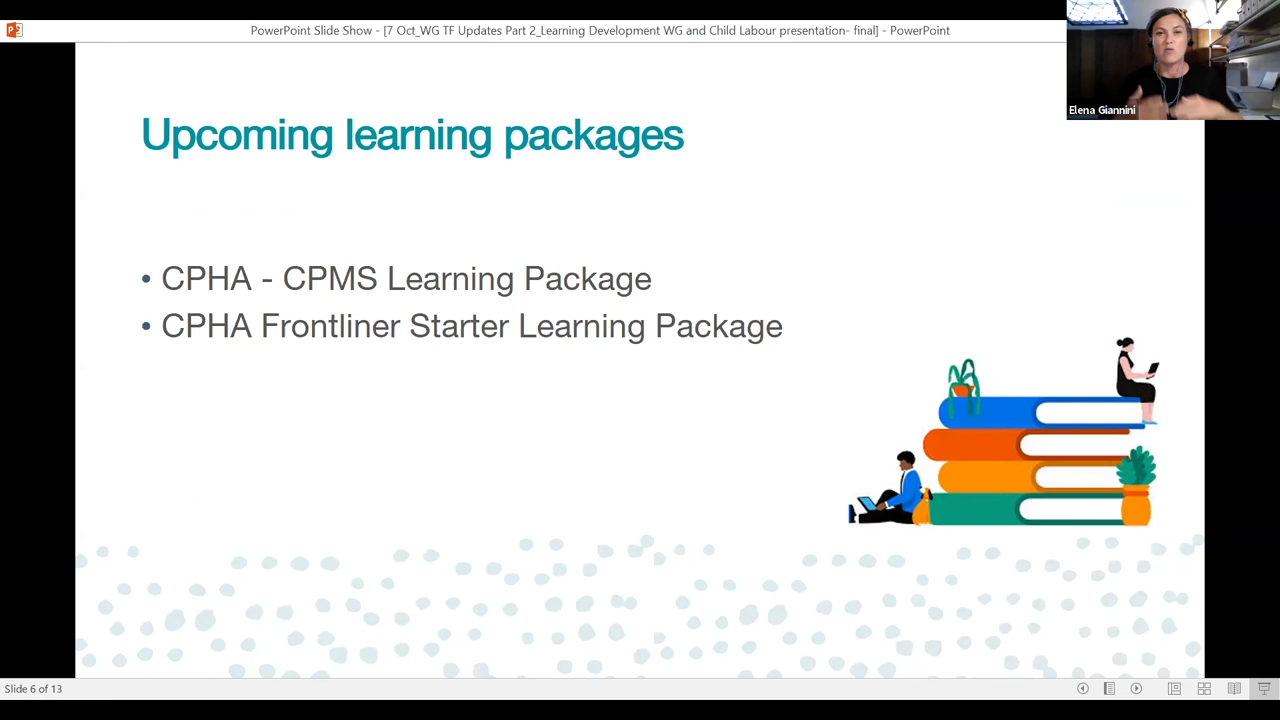 PowerPoint Slide Show - [7 Oct_WG TF Updates Part 2_Learning Development WG and Child Labour presentation- final] - PowerPoint
Elena Giannini
Upcoming learning packages
• CPHA - CPMS Learning Package
• CPHA Frontliner Starter Learning Package
Slide 6 of 13